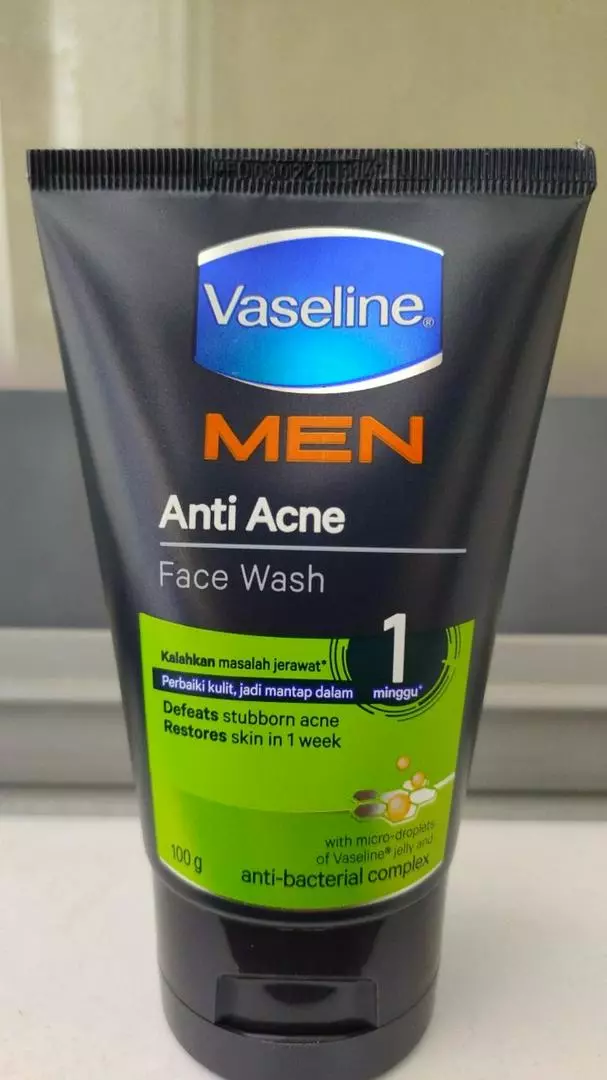 Vaseline®
MEN
Anti Acne
Face Wash
Kalahkan masalah jerawat*
1
Perbaiki kulit, jadi mantap dalam minggu*
Defeats stubborn acne
Restores skin in 1 week
with micro-droplets
of Vaseline® jelly and
anti-bacterial complex
100 g